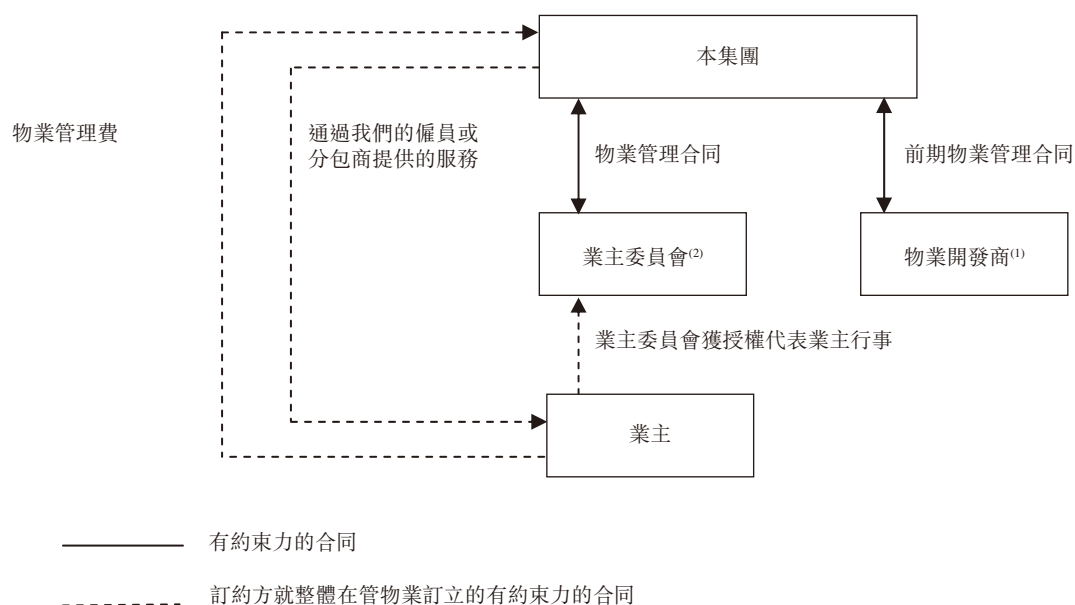 本集團
物業管理費
通過我們的僱員或
分包商提供的服務
物業管理合同
前期物業管理合同
業主委員會(2)
物業開發商(1)
業主委員會獲授權代表業主行事
業主
有約束力的合同
訂約方就整體在管物業訂立的有約束力的合同